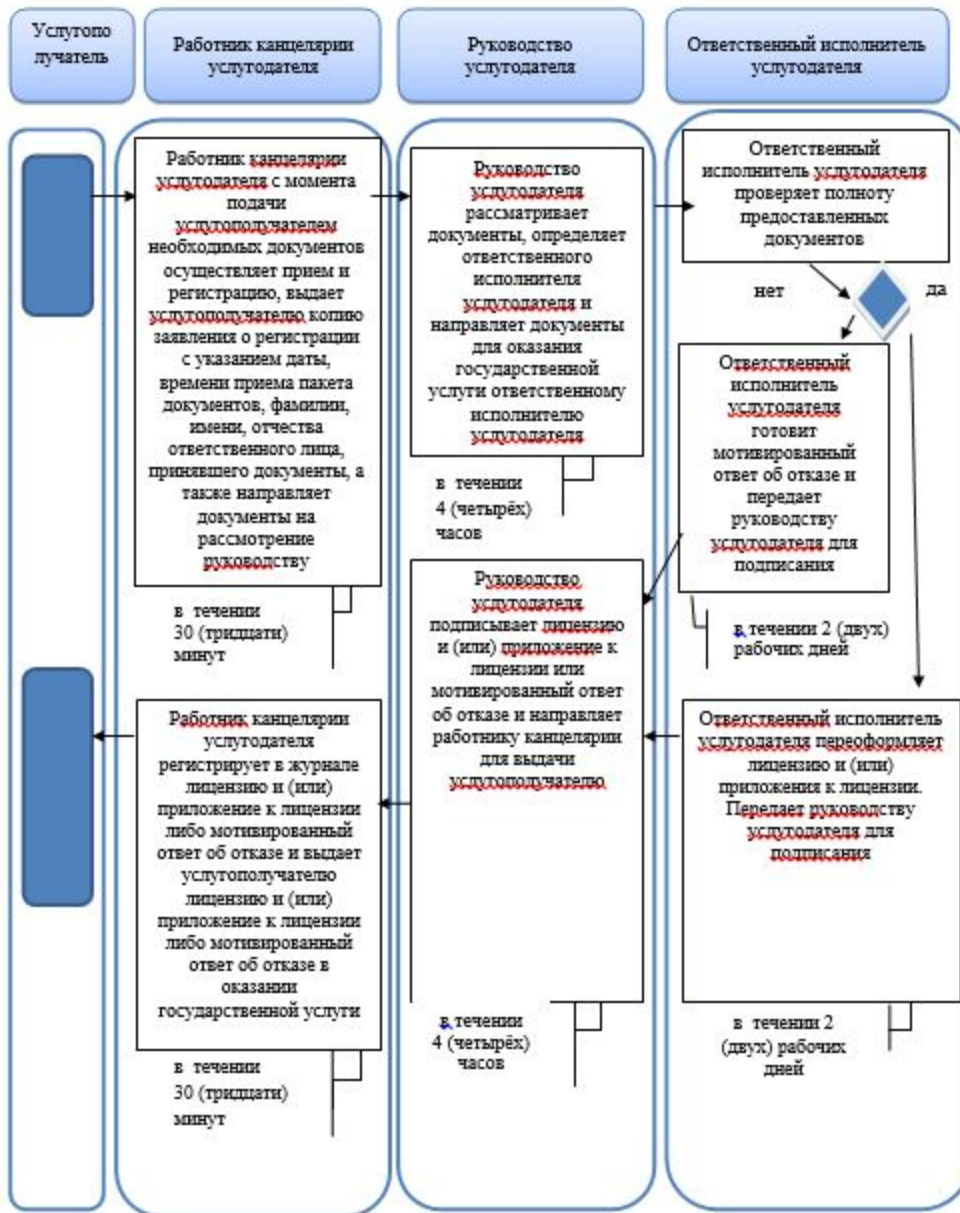 Услугопо
лучатель
Работник канцелярии
услугодателя
Руководство
услугодателя
Ответственный исполнитель
услугодателя
Работник канцелярии
услугодателя с момента
подачи
услугополучателем
необходимых документов
осуществляет прием и
регистрацию, выдает
услугополучателю копию
заявления о регистрации
с указанием даты,
времени приема пакета
документов, фамилии,
имени, отчества
ответственного лица,
принявшего документы, а
также направляет
документы на
рассмотрение
руководству
в течении
30 (тридцати)
минут
Руководство
услугодателя
рассматривает
документы, определяет
ответственного
исполнителя
услугодателя и
направляет документы
для оказания
государственной
услуги ответственному
исполнителю
услугодателя
в течении
4 (четырёх)
часов
Ответственный
исполнитель услугодателя
проверяет полноту
предоставленных
документов
нет
да
Ответственный
исполнитель
услугодателя
готовит
мотивированный
ответ об отказе и
передает
руководству
услугодателя для
подписания
в течении 2 (двух)
рабочих дней
Ответственный исполнитель
услугодателя переоформляет
лицензию и (или)
приложения к лицензии.
Передает руководству
услугодателя для
подписания
в течении 2
(двух) рабочих
дней
Руководство
услугодателя
подписывает лицензию
и (или) приложение к
лицензии или
мотивированный ответ
об отказе и направляет
работнику канцелярии
для выдачи
услугополучателю
в течении
4 (четырёх)
часов
Работник канцелярии
услугодателя
регистрирует в журнале
лицензию и (или)
приложение к лицензии
либо мотивированный
ответ об отказе и выдает
услугополучателю
лицензию и (или)
приложение к лицензии
либо мотивированный
ответ об отказе в
оказании
государственной услуги
в течении
30 (тридцати)
минут